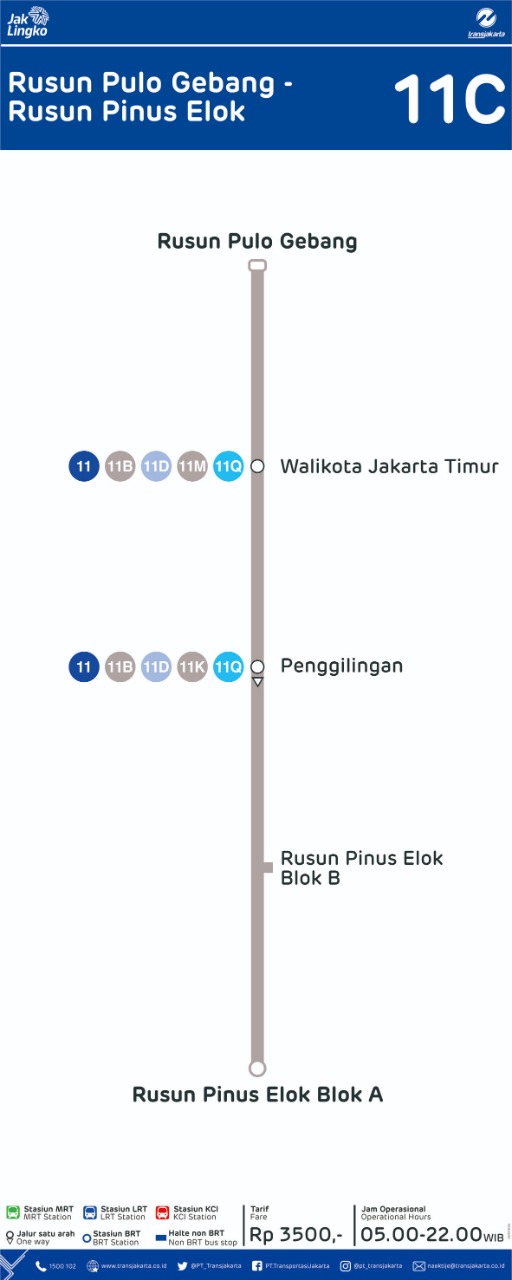 Jak
Lingko
transjakarta
Rusun Pulo Gebang -
Rusun Pinus Elok
11C
Rusun Pulo Gebang
11 11B 11D 11M 11Q Walikota Jakarta Timur
11 11B 11D 11K 11Q Penggilingan
Rusun Pinus Elok
Blok B
Rusun Pinus Elok Blok A
Stasiun MRT
MRT Station
Stasiun LRT
LRT Station
Stasiun KCI
KCI Station
Jalur satu arah
One way
Stasiun BRT
BRT Station
Halte non BRT
Non BRT bus stop
Tarif
Fare
Rp 3500,-
Jam Operasional
Operational Hours
05.00-22.00 WIB
1500 102 www.transjakarta.co.id @PT_Transjakarta PT.TransportasiJakarta @pt_transjakarta naektije@transjakarta.co.id